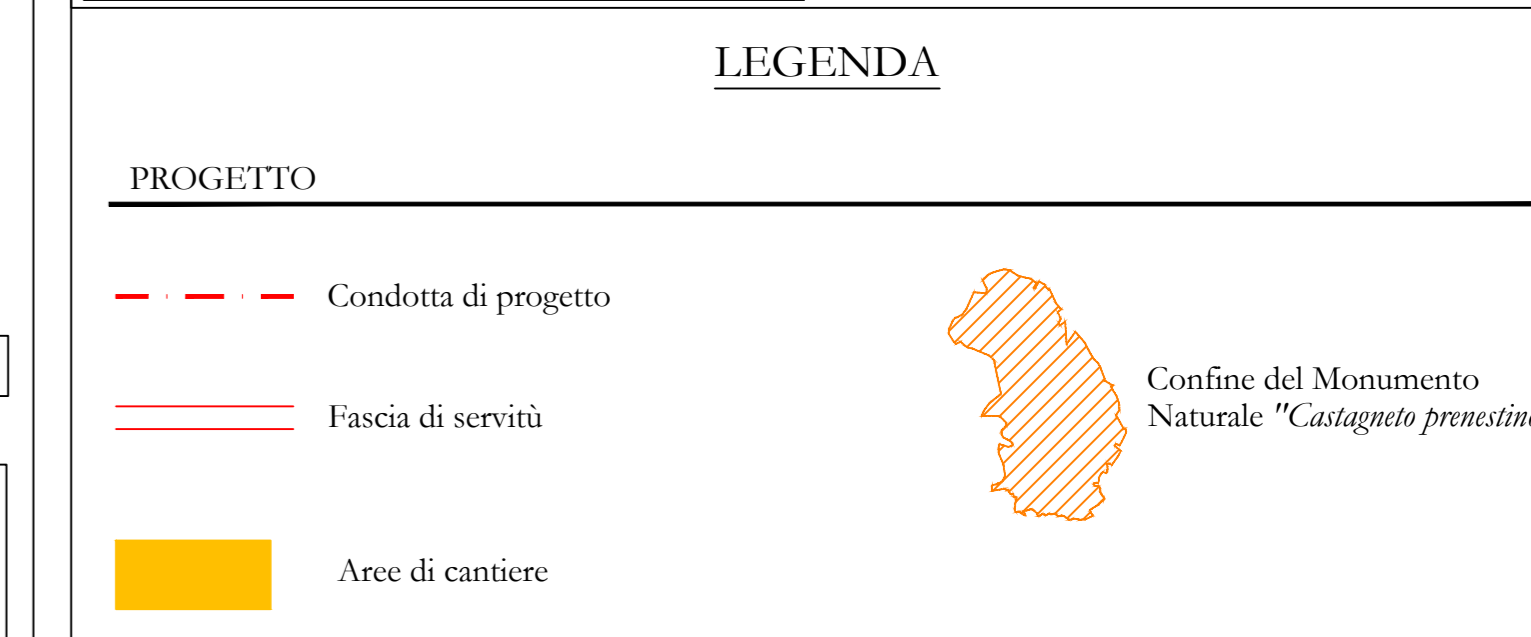 LEGENDA
PROGETTO
Condotta di progetto
Fascia di servitù
Aree di cantiere
Confine del Monumento
Naturale "Castagneto prenestino